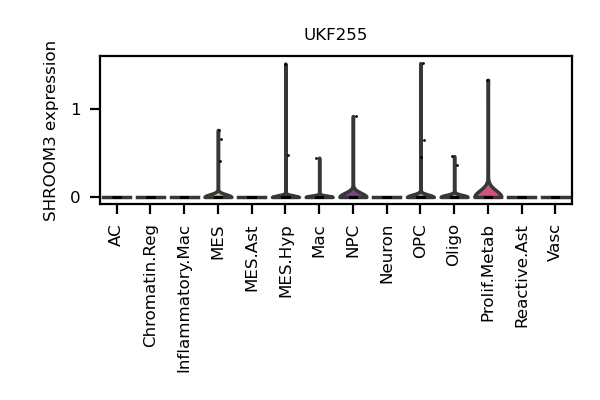 UKF255
SHROOM3 expression
1
0
AC
Chromatin.Reg
Inflammatory.Mac
MES
MES.Ast
MES.Hyp
Mac
NPC
Neuron
OPC
Oligo
Prolif.Metab
Reactive.Ast
Vasc